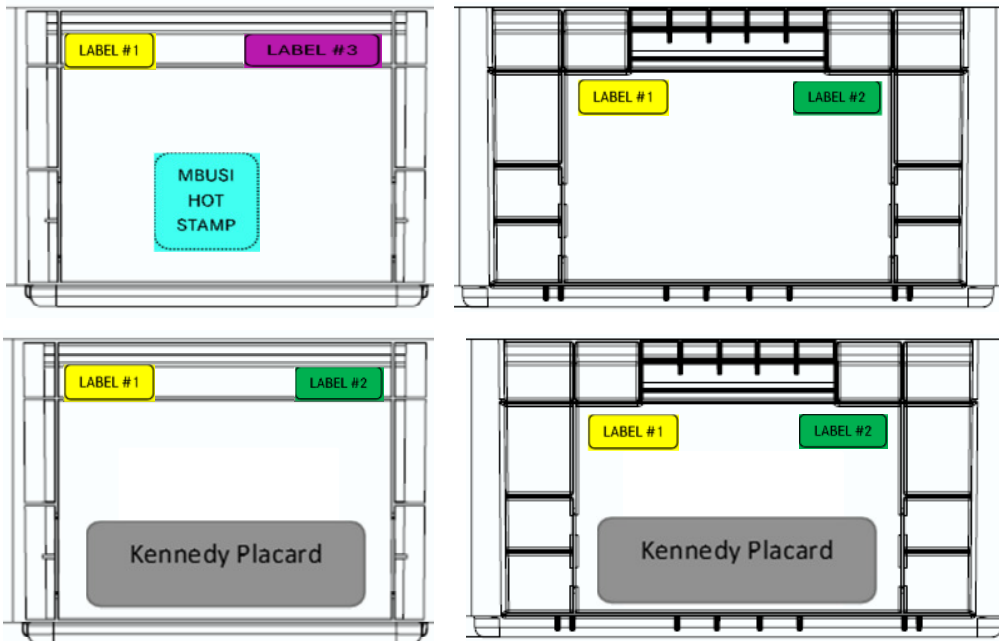 LABEL #1
LABEL #3
MBUSI
HOT
STAMP
LABEL #1
LABEL #2
LABEL #1
LABEL #2
Kennedy Placard
LABEL #1
LABEL #2
Kennedy Placard